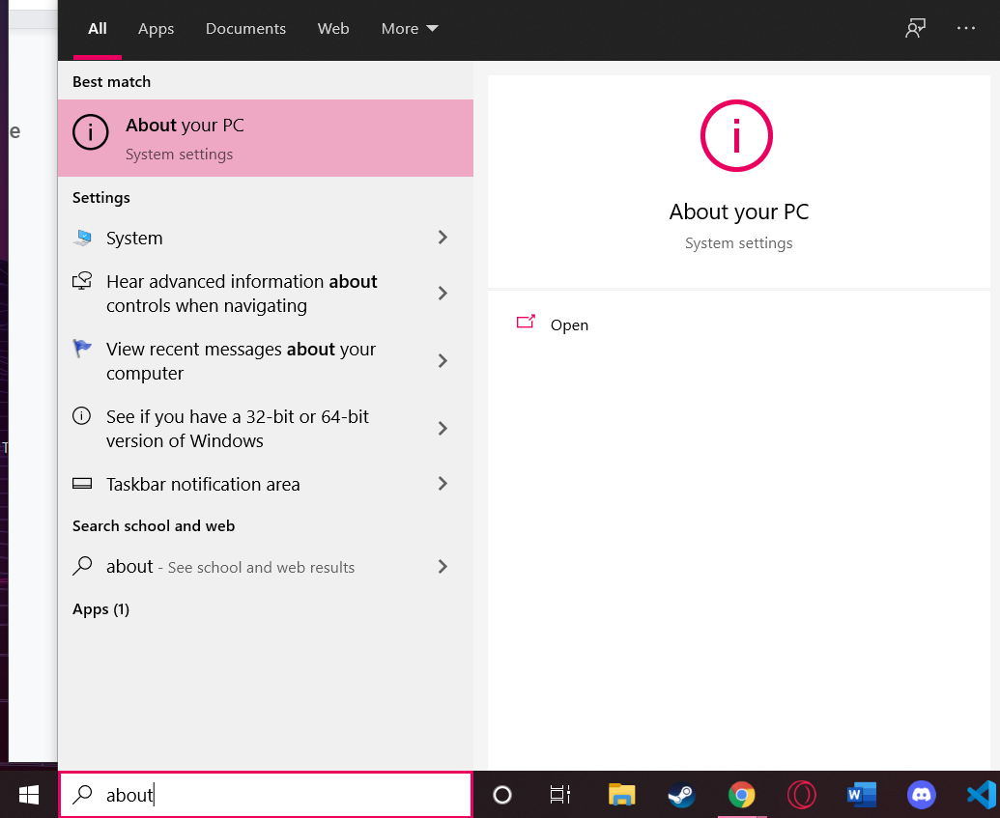 All Apps Documents Web More
Best match
About your PC
System settings
Settings
System
Hear advanced information about
controls when navigating
View recent messages about your
computer
See if you have a 32-bit or 64-bit
version of Windows
Taskbar notification area
Search school and web
about - See school and web results
Apps (1)
About your PC
System settings
Open
e
T
about
W